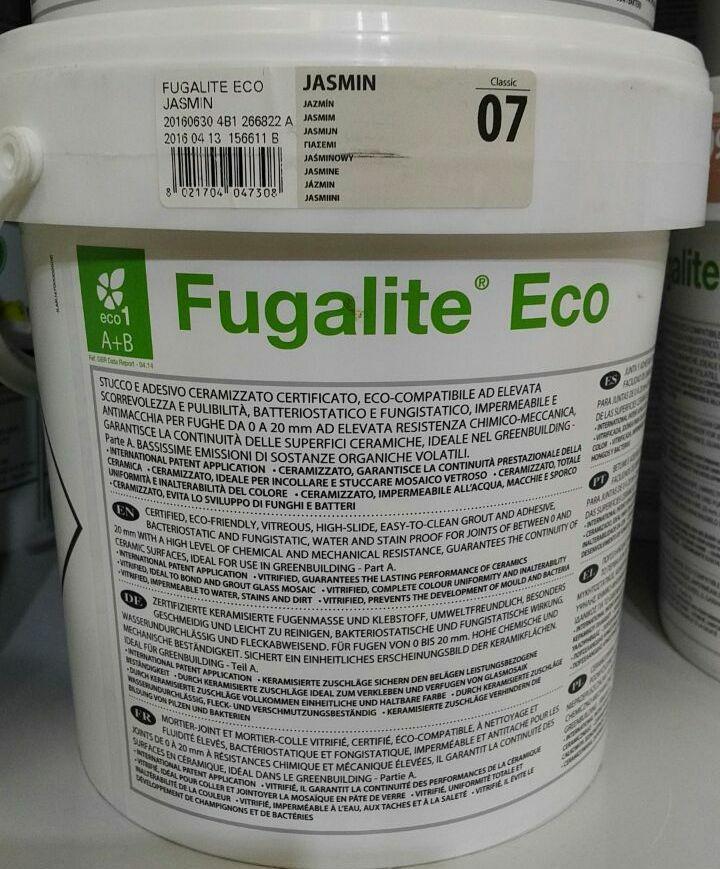 FUGALITE ECO
JASMIN
20160630 4B1 266822 A
2016 04 13 156611 B
8 021704 047308
JASMIN
JAZMÍN
JASMIM
JASMIJN
ΓΙΑΣΕΜΙ
JAŚMINOWY
JASMINE
JÁZMIN
JASMIINI
Classic
07
eco1
A+B
Ref. GBR Data Report - 04.14
Fugalite® Eco
STUCCO E ADESIVO CERAMIZZATO CERTIFICATO, ECO-COMPATIBILE AD ELEVATA
SCORREVOLEZZA E PULIBILITÀ, BATTERIOSTATICO E FUNGISTATICO, IMPERMEABILE E
ANTIMACCHIA PER FUGHE DA 0 A 20 mm AD ELEVATA RESISTENZA CHIMICO-MECCANICA,
GARANTISCE LA CONTINUITÀ DELLE SUPERFICI CERAMICHE, IDEALE NEL GREENBUILDING -
Parte A. BASSISSIME EMISSIONI DI SOSTANZE ORGANICHE VOLATILI.
• INTERNATIONAL PATENT APPLICATION • CERAMIZZATO, GARANTISCE LA CONTINUITÀ PRESTAZIONALE DELLA
CERAMICA • CERAMIZZATO, IDEALE PER INCOLLARE E STUCCARE MOSAICO VETROSO • CERAMIZZATO, TOTALE
UNIFORMITÀ E INALTERABILITÀ DEL COLORE • CERAMIZZATO, IMPERMEABILE ALL'ACQUA, MACCHIE E SPORCO
• CERAMIZZATO, EVITA LO SVILUPPO DI FUNGHI E BATTERI
EN CERTIFIED, ECO-FRIENDLY, VITREOUS, HIGH-SLIDE, EASY-TO-CLEAN GROUT AND ADHESIVE,
BACTERIOSTATIC AND FUNGISTATIC, WATER AND STAIN PROOF FOR JOINTS OF BETWEEN 0 AND
20 mm WITH A HIGH LEVEL OF CHEMICAL AND MECHANICAL RESISTANCE, GUARANTEES THE CONTINUITY OF
CERAMIC SURFACES, IDEAL FOR USE IN GREENBUILDING - Part A.
• INTERNATIONAL PATENT APPLICATION • VITRIFIED, GUARANTEES THE LASTING PERFORMANCE OF CERAMICS
• VITRIFIED, IDEAL TO BOND AND GROUT GLASS MOSAIC • VITRIFIED, COMPLETE COLOUR UNIFORMITY AND INALTERABILITY
• VITRIFIED, IMPERMEABLE TO WATER, STAINS AND DIRT • VITRIFIED, PREVENTS THE DEVELOPMENT OF MOULD AND BACTERIA
DE ZERTIFIZIERTE KERAMISIERTE FUGENMASSE UND KLEBSTOFF, UMWELTFREUNDLICH, BESONDERS
GESCHMEIDIG UND LEICHT ZU REINIGEN, BAKTERIOSTATISCHE UND FUNGISTATISCHE WIRKUNG,
WASSERUNDURCHLÄSSIG UND FLECKABWEISEND. FÜR FUGEN VON 0 BIS 20 mm. HOHE CHEMISCHE UND
MECHANISCHE BESTÄNDIGKEIT. SICHERT EIN EINHEITLICHES ERSCHEINUNGSBILD DER KERAMIKFLÄCHEN.
IDEAL FÜR GREENBUILDING - Teil A.
• INTERNATIONAL PATENT APPLICATION • KERAMISIERTE ZUSCHLÄGE SICHERN DEN BELÄGEN LEISTUNGSBEZOGENE
BESTÄNDIGKEIT • DURCH KERAMISIERTE ZUSCHLÄGE IDEAL ZUM VERKLEBEN UND VERFUGEN VON GLASMOSAIK
• DURCH KERAMISIERTE ZUSCHLÄGE VOLLKOMMEN EINHEITLICHE UND HALTBARE FARBE • DURCH KERAMISIERTE ZUSCHLÄGE
WASSERUNDURCHLÄSSIG, FLECK- UND VERSCHMUTZUNGSBESTÄNDIG • KERAMISIERTE ZUSCHLÄGE VERHINDERN DIE
BILDUNG VON PILZEN UND BAKTERIEN
FR MORTIER-JOINT ET MORTIER-COLLE VITRIFIÉ, CERTIFIÉ, ÉCO-COMPATIBLE, À NETTOYAGE ET
FLUIDITÉ ÉLEVÉS, BACTÉRIOSTATIQUE ET FONGISTATIQUE, IMPERMÉABLE ET ANTITACHE POUR LES
JOINTS DE 0 À 20 mm À RÉSISTANCES CHIMIQUE ET MÉCANIQUE ÉLEVÉES, IL GARANTIT LA CONTINUITÉ DES
SURFACES EN CÉRAMIQUE, IDÉAL DANS LE GREENBUILDING - Partie A.
• INTERNATIONAL PATENT APPLICATION • VITRIFIÉ, IL GARANTIT LA CONTINUITÉ DES PERFORMANCES DE LA CÉRAMIQUE
• VITRIFIÉ, IDÉAL POUR COLLER ET JOINTOYER LA MOSAÏQUE EN PÂTE DE VERRE • VITRIFIÉ, UNIFORMITÉ TOTALE ET
INALTÉRABILITÉ DE LA COULEUR • VITRIFIÉ, IMPERMÉABLE À L'EAU, AUX TACHES ET À LA SALETÉ • VITRIFIÉ, IL ÉVITE LE
DÉVELOPPEMENT DE CHAMPIGNONS ET DE BACTÉRIES
ES
PT
EL
PL